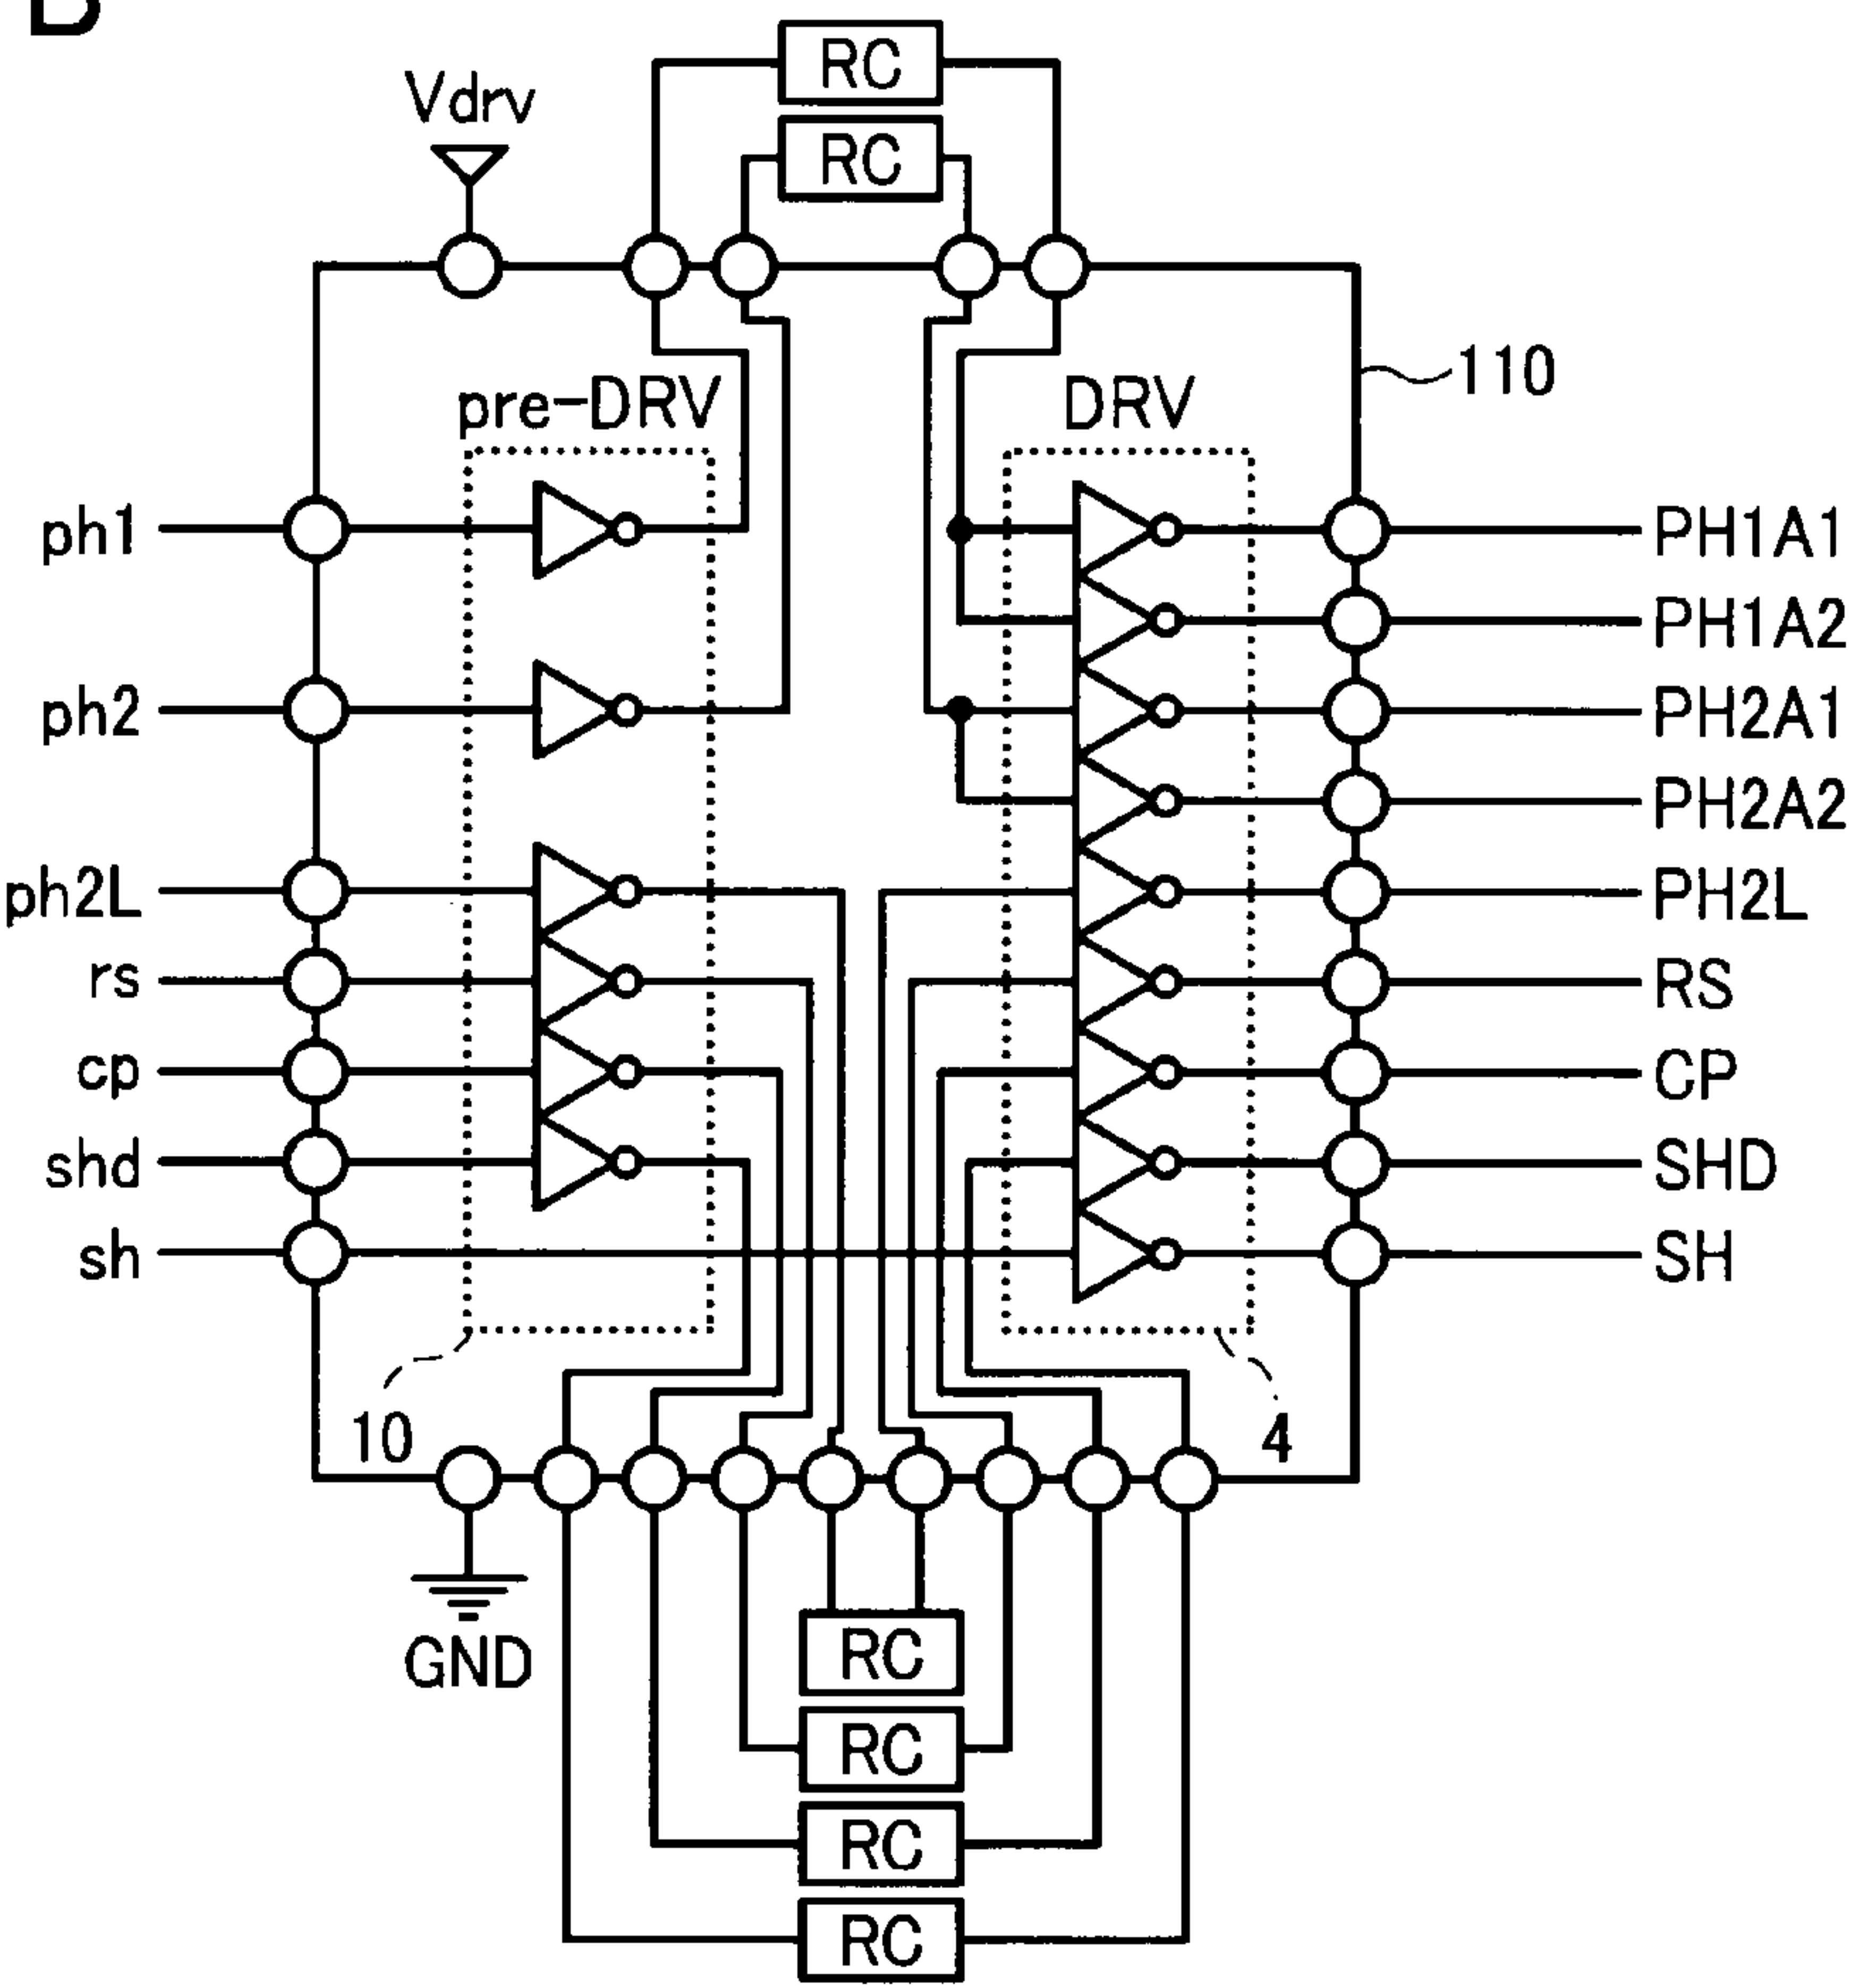 RC
Vdrv
RC
110
pre-DRV
DRV
ph1
PH1A1
PH1A2
ph2
PH2A1
PH2A2
ph2L
PH2L
rs
RS
cp
CP
shd
SHD
sh
SH
10
4
GND
RC
RC
RC
RC